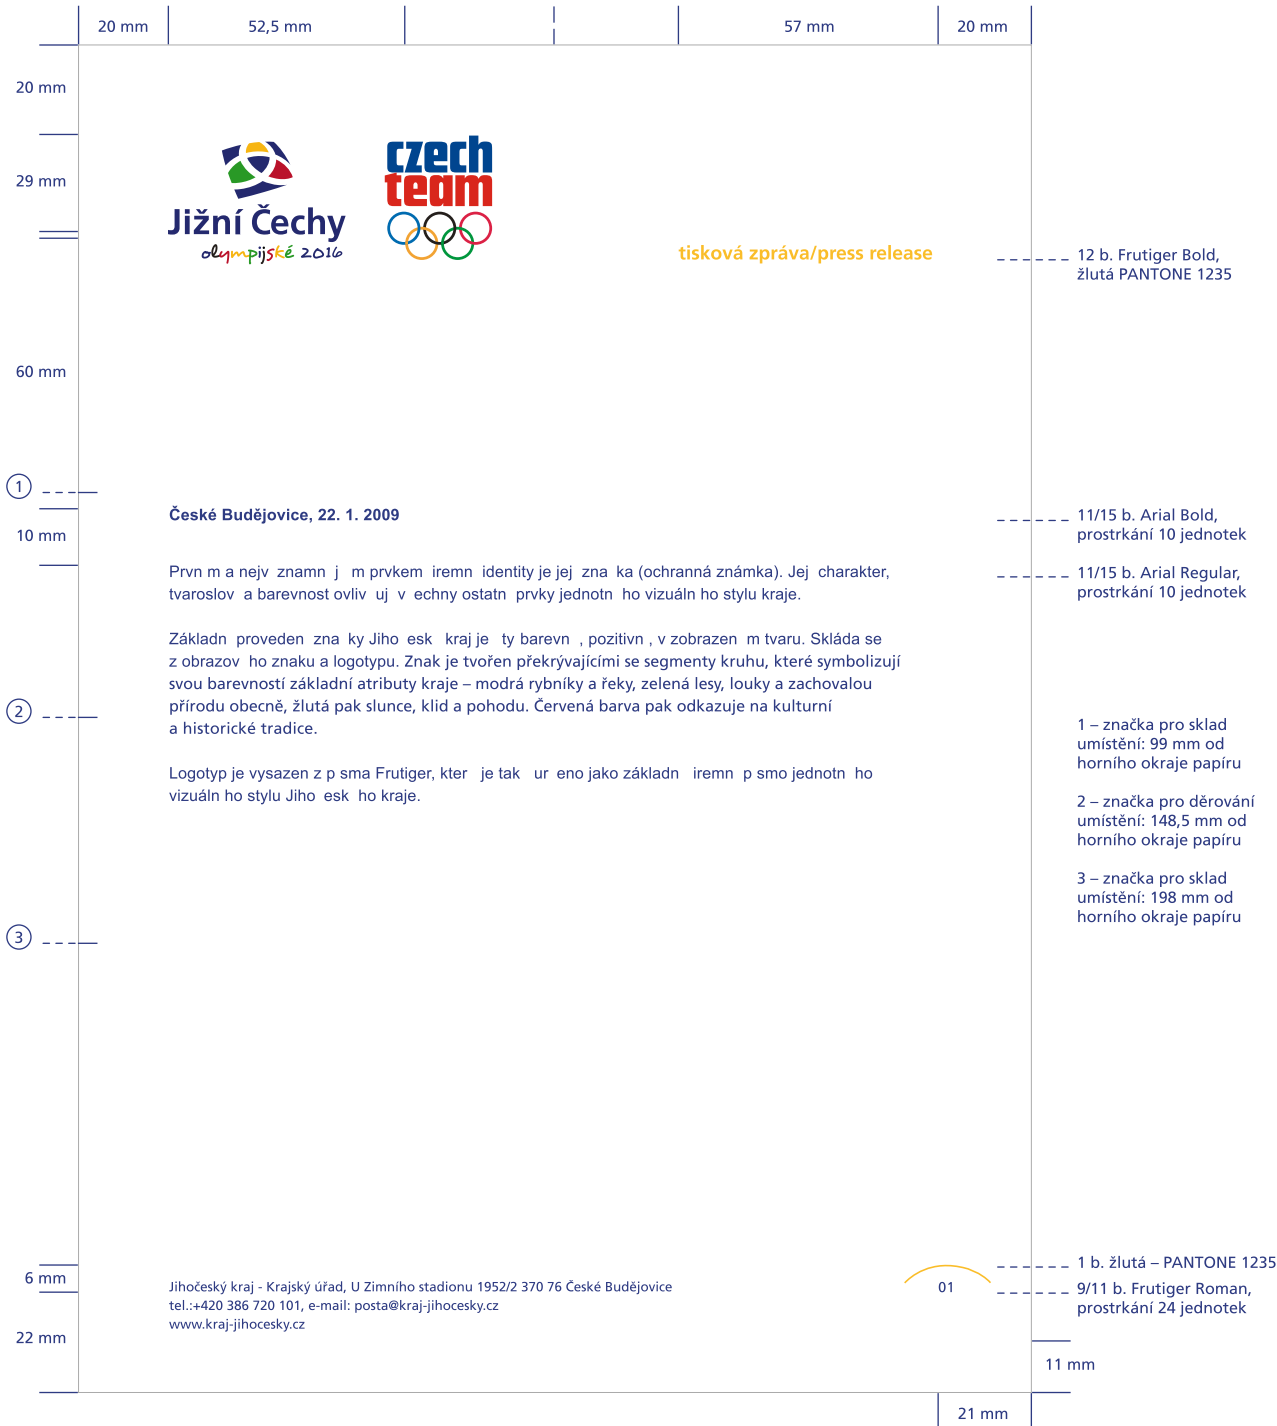 20 mm
52,5 mm
57 mm
20 mm
20 mm
29 mm
czech
team
Jižní Čechy
olympijské 2016
tisková zpráva/press release
12 b. Frutiger Bold,
žlutá PANTONE 1235
60 mm
1
České Budějovice, 22. 1. 2009
11/15 b. Arial Bold,
prostrkání 10 jednotek
10 mm
Prvn m a nejv znamn j m prvkem iremn identity je jej zna ka (ochranná známka). Jej charakter,
tvaroslov a barevnost ovliv uj v echny ostatn prvky jednotn ho vizuáln ho stylu kraje.
11/15 b. Arial Regular,
prostrkání 10 jednotek
Základn proveden zna ky Jiho esk kraj je ty barevn , pozitivn , v zobrazen m tvaru. Skláda se
z obrazov ho znaku a logotypu. Znak je tvořen překrývajícími se segmenty kruhu, které symbolizují
svou barevností základní atributy kraje – modrá rybníky a řeky, zelená lesy, louky a zachovalou
přírodu obecně, žlutá pak slunce, klid a pohodu. Červená barva pak odkazuje na kulturní
a historické tradice.
2
Logotyp je vysazen z p sma Frutiger, kter je tak ur eno jako základn iremn p smo jednotn ho
vizuáln ho stylu Jiho esk ho kraje.
1 – značka pro sklad
umístění: 99 mm od
horního okraje papíru
2 – značka pro děrování
umístění: 148,5 mm od
horního okraje papíru
3 – značka pro sklad
umístění: 198 mm od
horního okraje papíru
3
6 mm
Jihočeský kraj - Krajský úřad, U Zimního stadionu 1952/2 370 76 České Budějovice
tel.:+420 386 720 101, e-mail: posta@kraj-jihocesky.cz
www.kraj-jihocesky.cz
01
1 b. žlutá – PANTONE 1235
9/11 b. Frutiger Roman,
prostrkání 24 jednotek
22 mm
11 mm
21 mm